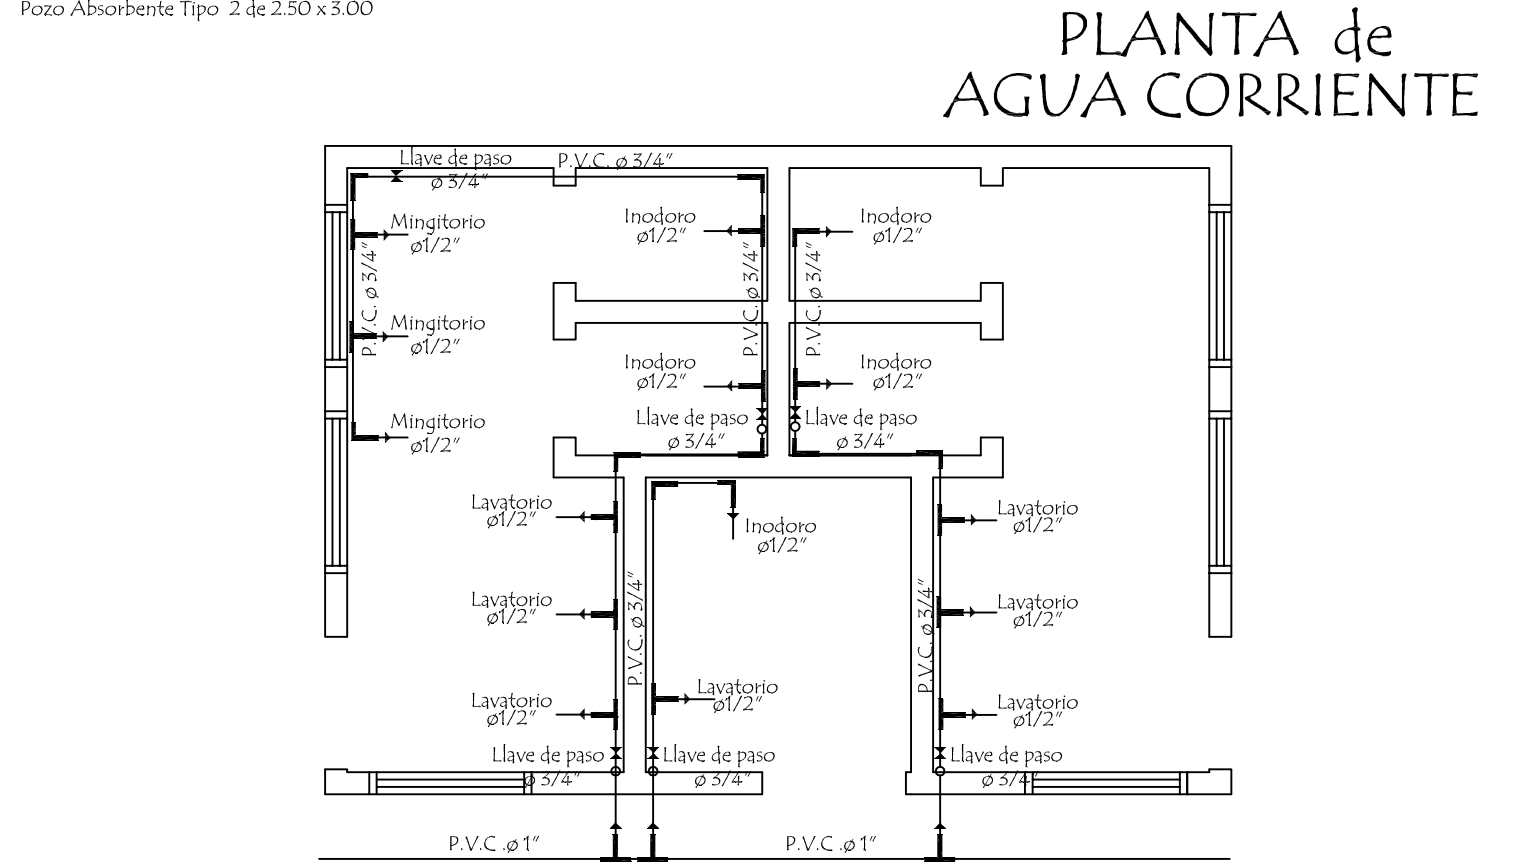 Pozo Absorbente Tipo 2 de 2.50 x 3.00
PLANTA de
AGUA CORRIENTE
Llave de paso
ø 3/4"
P.V.C. ø 3/4"
Mingitorio
ø1/2"
Inodoro
ø1/2"
Inodoro
ø1/2"
P.V.C. ø 3/4"
P.V.C. ø 3/4"
P.V.C. ø 3/4"
Mingitorio
ø1/2"
Inodoro
ø1/2"
Inodoro
ø1/2"
Mingitorio
ø1/2"
Llave de paso
ø 3/4"
Llave de paso
ø 3/4"
Lavatorio
ø1/2"
Inodoro
ø1/2"
Lavatorio
ø1/2"
Lavatorio
ø1/2"
P.V.C. ø 3/4"
P.V.C. ø 3/4"
Lavatorio
ø1/2"
Lavatorio
ø1/2"
Lavatorio
ø1/2"
Lavatorio
ø1/2"
Llave de paso
ø 3/4"
Llave de paso
ø 3/4"
Llave de paso
ø 3/4"
P.V.C .ø 1"
P.V.C. ø 1"